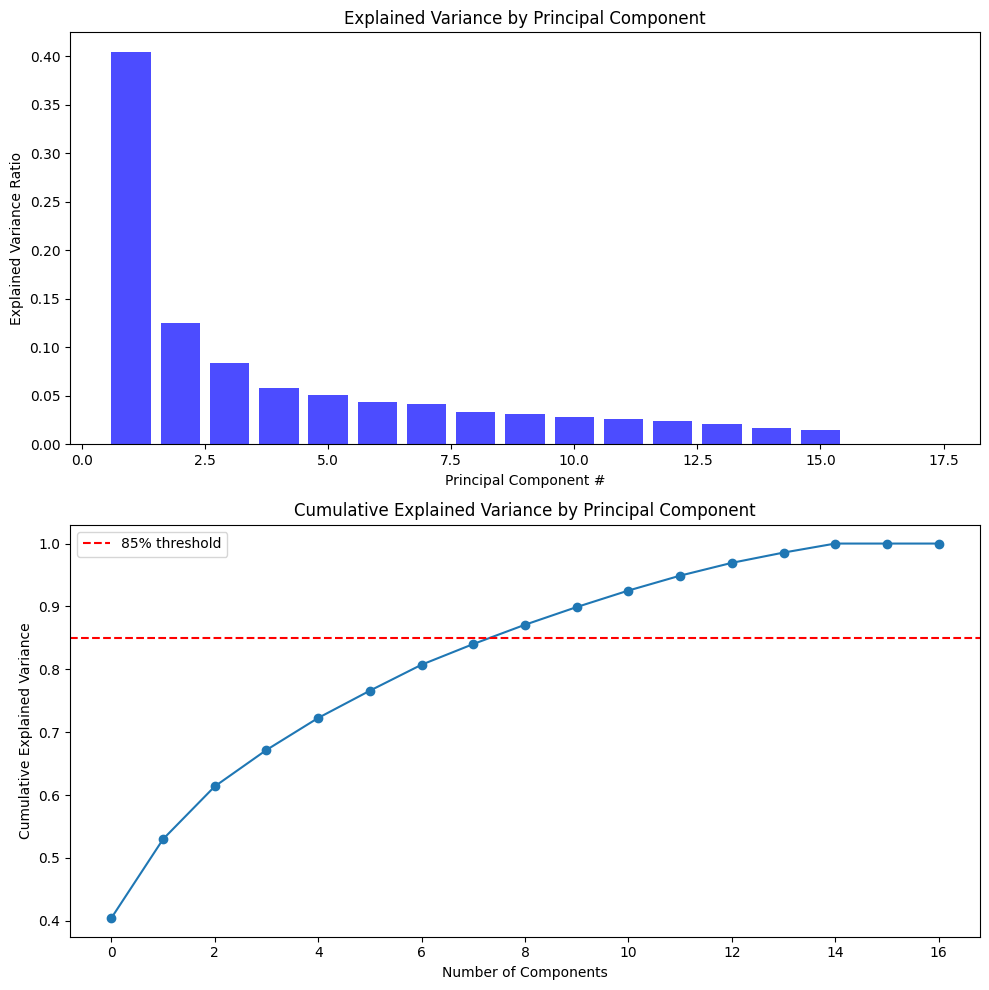 Explained Variance by Principal Component
Explained Variance Ratio
0.40
0.35
0.30
0.25
0.20
0.15
0.10
0.05
0.00
0.0 2.5 5.0 7.5 10.0 12.5 15.0 17.5
Principal Component #
Cumulative Explained Variance by Principal Component
85% threshold
Cumulative Explained Variance
1.0
0.9
0.8
0.7
0.6
0.5
0.4
0 2 4 6 8 10 12 14 16
Number of Components